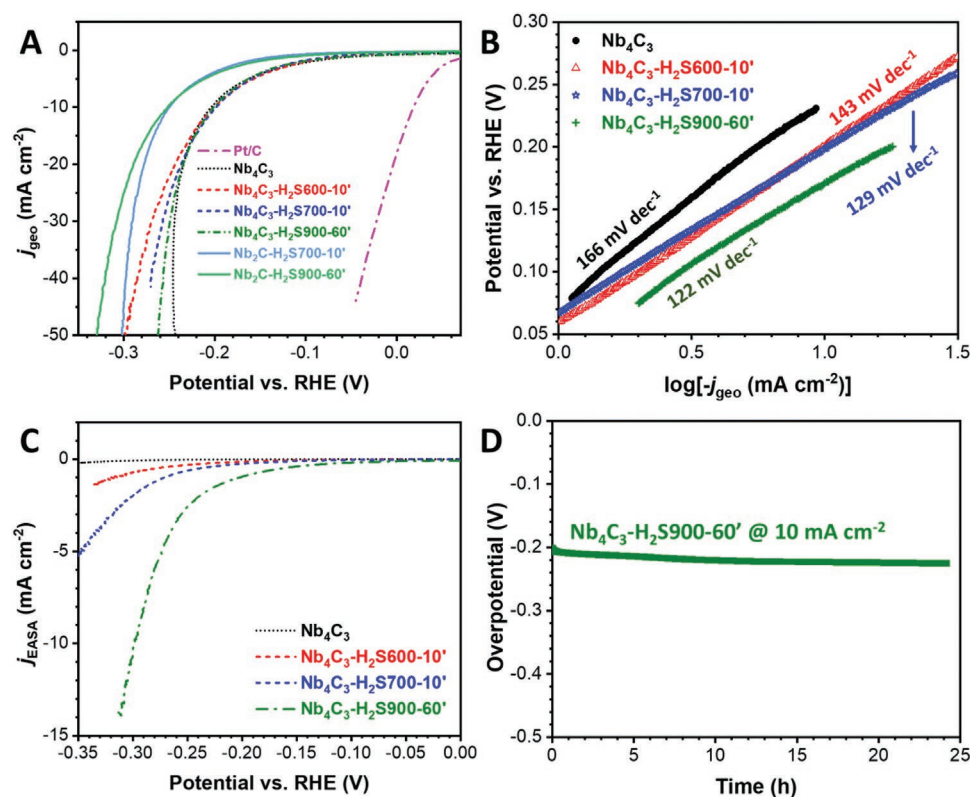 A
j_geo (mA cm⁻²)
0
-10
-20
-30
-40
-50
Pt/C
Nb₄C₃
Nb₄C₃-H₂S600-10'
Nb₄C₃-H₂S700-10'
Nb₄C₃-H₂S900-60'
Nb₂C-H₂S700-10'
Nb₂C-H₂S900-60'
-0.3 -0.2 -0.1 0.0
Potential vs. RHE (V)
B
Potential vs. RHE (V)
0.30
0.25
0.20
0.15
0.10
0.05
Nb₄C₃
Nb₄C₃-H₂S600-10'
Nb₄C₃-H₂S700-10'
Nb₄C₃-H₂S900-60'
143 mV dec⁻¹
166 mV dec⁻¹
129 mV dec⁻¹
122 mV dec⁻¹
0.0 0.5 1.0 1.5
log[-j_geo (mA cm⁻²)]
C
j_EASA (mA cm⁻²)
0
-5
-10
-15
Nb₄C₃
Nb₄C₃-H₂S600-10'
Nb₄C₃-H₂S700-10'
Nb₄C₃-H₂S900-60'
-0.35 -0.30 -0.25 -0.20 -0.15 -0.10 -0.05 0.00
Potential vs. RHE (V)
D
Overpotential (V)
0.0
-0.1
-0.2
-0.3
-0.4
-0.5
Nb₄C₃-H₂S900-60’ @ 10 mA cm⁻²
0 5 10 15 20 25
Time (h)